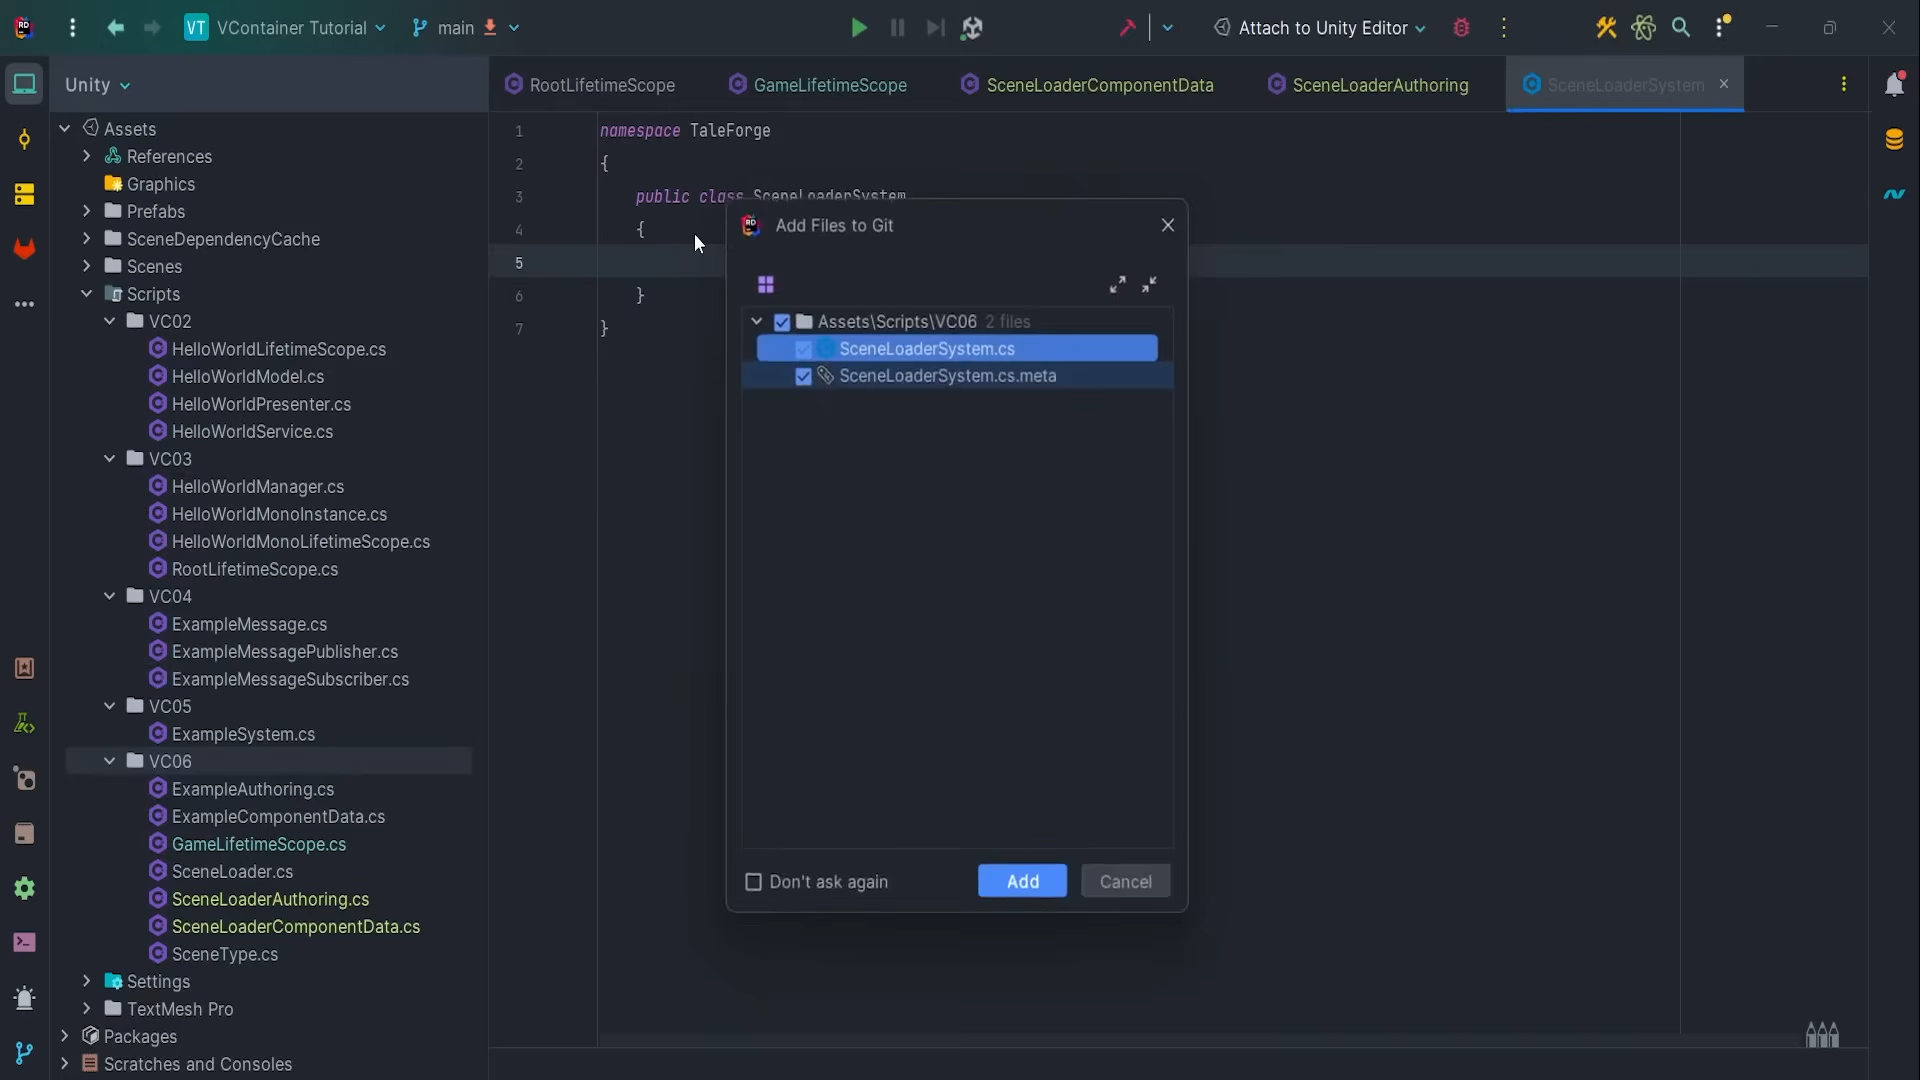 VT VContainer Tutorial
main
Attach to Unity Editor
Unity
RootLifetimeScope
GameLifetimeScope
SceneLoaderComponentData
SceneLoaderAuthoring
SceneLoaderSystem
Assets
References
Graphics
Prefabs
SceneDependencyCache
Scenes
Scripts
VC02
HelloWorldLifetimeScope.cs
HelloWorldModel.cs
HelloWorldPresenter.cs
HelloWorldService.cs
VC03
HelloWorldManager.cs
HelloWorldMonoInstance.cs
HelloWorldMonoLifetimeScope.cs
RootLifetimeScope.cs
VC04
ExampleMessage.cs
ExampleMessagePublisher.cs
ExampleMessageSubscriber.cs
VC05
ExampleSystem.cs
VC06
ExampleAuthoring.cs
ExampleComponentData.cs
GameLifetimeScope.cs
SceneLoader.cs
SceneLoaderAuthoring.cs
SceneLoaderComponentData.cs
SceneType.cs
Settings
TextMesh Pro
Packages
Scratches and Consoles
1 namespace TaleForge
2 {
3 public class SceneLoaderSystem
4 {
5
6 }
7 }
Add Files to Git
Assets\Scripts\VC06 2 files
SceneLoaderSystem.cs
SceneLoaderSystem.cs.meta
Don't ask again
Add
Cancel